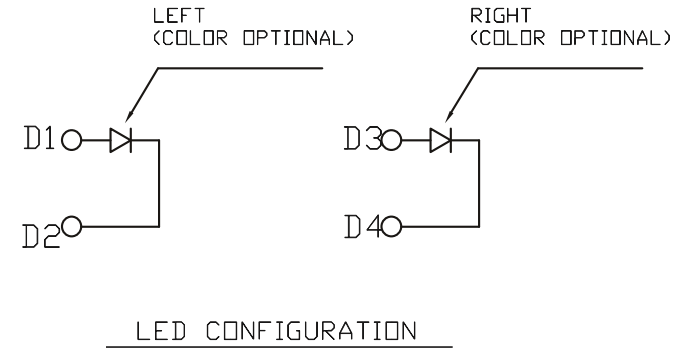 LEFT
(COLOR OPTIONAL)
RIGHT
(COLOR OPTIONAL)
D1
D3
D2
D4
LED CONFIGURATION